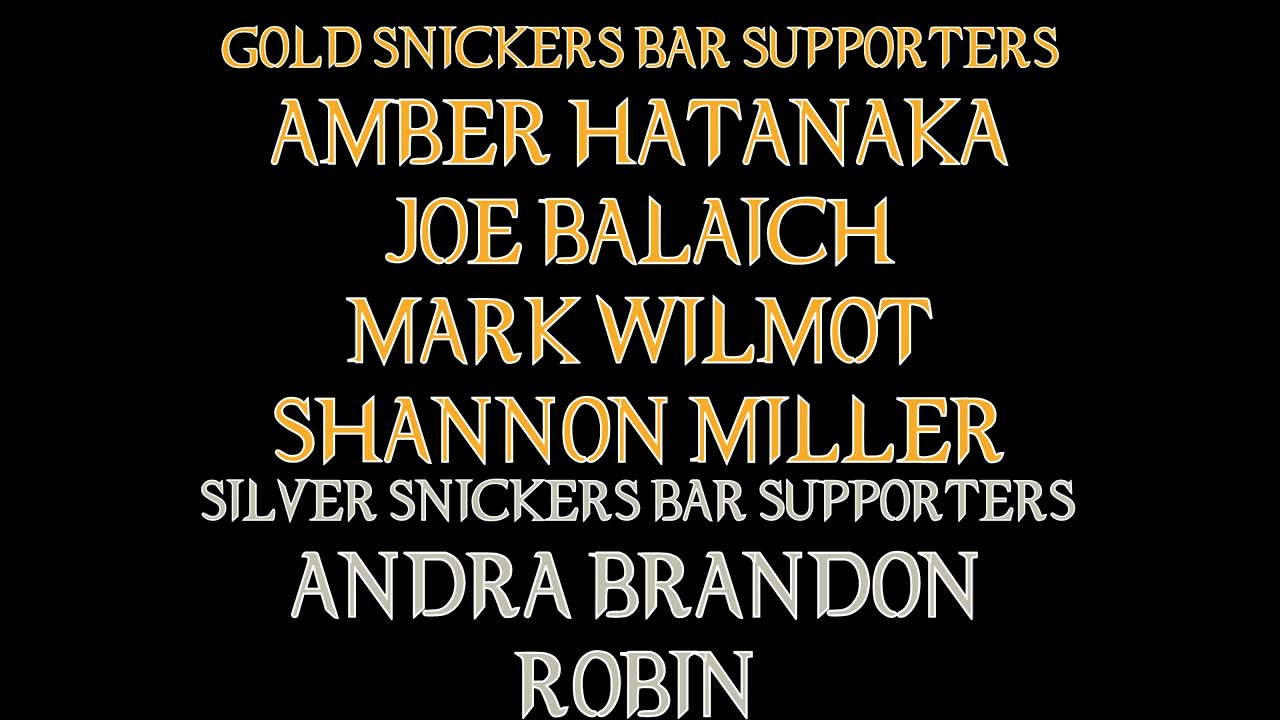 GOLD SNICKERS BAR SUPPORTERS
AMBER HATANAKA
JOE BALAICH
MARK WILMOT
SHANNON MILLER
SILVER SNICKERS BAR SUPPORTERS
ANDRA BRANDON
ROBIN